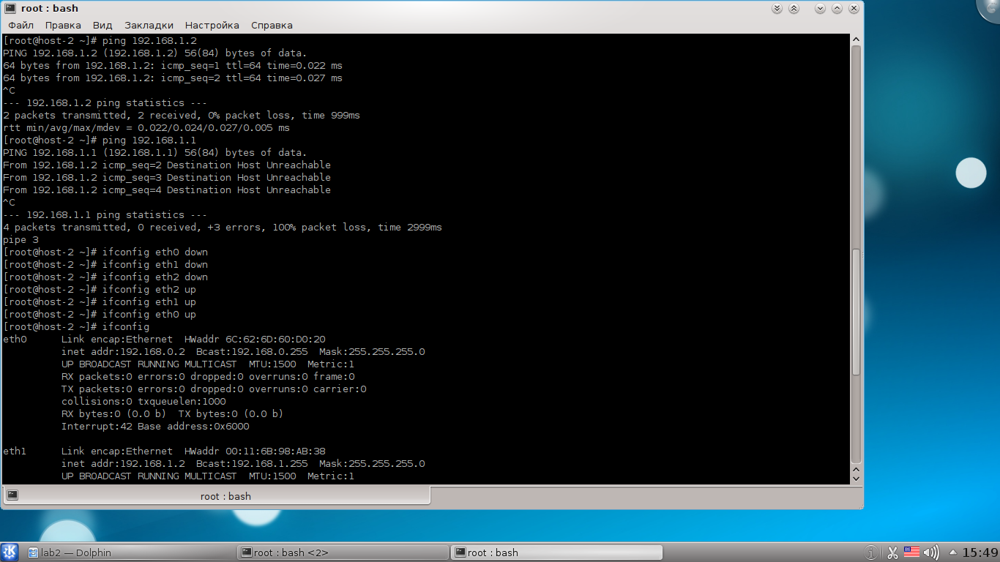 root : bash
Файл Правка Вид Закладки Настройка Справка
[root@host-2 ~]# ping 192.168.1.2
PING 192.168.1.2 (192.168.1.2) 56(84) bytes of data.
64 bytes from 192.168.1.2: icmp_seq=1 ttl=64 time=0.022 ms
64 bytes from 192.168.1.2: icmp_seq=2 ttl=64 time=0.027 ms
^C
--- 192.168.1.2 ping statistics ---
2 packets transmitted, 2 received, 0% packet loss, time 999ms
rtt min/avg/max/mdev = 0.022/0.024/0.027/0.005 ms
[root@host-2 ~]# ping 192.168.1.1
PING 192.168.1.1 (192.168.1.1) 56(84) bytes of data.
From 192.168.1.2 icmp_seq=2 Destination Host Unreachable
From 192.168.1.2 icmp_seq=3 Destination Host Unreachable
From 192.168.1.2 icmp_seq=4 Destination Host Unreachable
^C
--- 192.168.1.1 ping statistics ---
4 packets transmitted, 0 received, +3 errors, 100% packet loss, time 2999ms
pipe 3
[root@host-2 ~]# ifconfig eth0 down
[root@host-2 ~]# ifconfig eth1 down
[root@host-2 ~]# ifconfig eth2 down
[root@host-2 ~]# ifconfig eth2 up
[root@host-2 ~]# ifconfig eth1 up
[root@host-2 ~]# ifconfig eth0 up
[root@host-2 ~]# ifconfig
eth0      Link encap:Ethernet  HWaddr 6C:62:6D:60:D0:20
          inet addr:192.168.0.2  Bcast:192.168.0.255  Mask:255.255.255.0
          UP BROADCAST RUNNING MULTICAST  MTU:1500  Metric:1
          RX packets:0 errors:0 dropped:0 overruns:0 frame:0
          TX packets:0 errors:0 dropped:0 overruns:0 carrier:0
          collisions:0 txqueuelen:1000
          RX bytes:0 (0.0 b)  TX bytes:0 (0.0 b)
          Interrupt:42 Base address:0x6000
eth1      Link encap:Ethernet  HWaddr 00:11:6B:98:AB:38
          inet addr:192.168.1.2  Bcast:192.168.1.255  Mask:255.255.255.0
          UP BROADCAST RUNNING MULTICAST  MTU:1500  Metric:1
root : bash
lab2 — Dolphin root : bash <2> root : bash 15:49